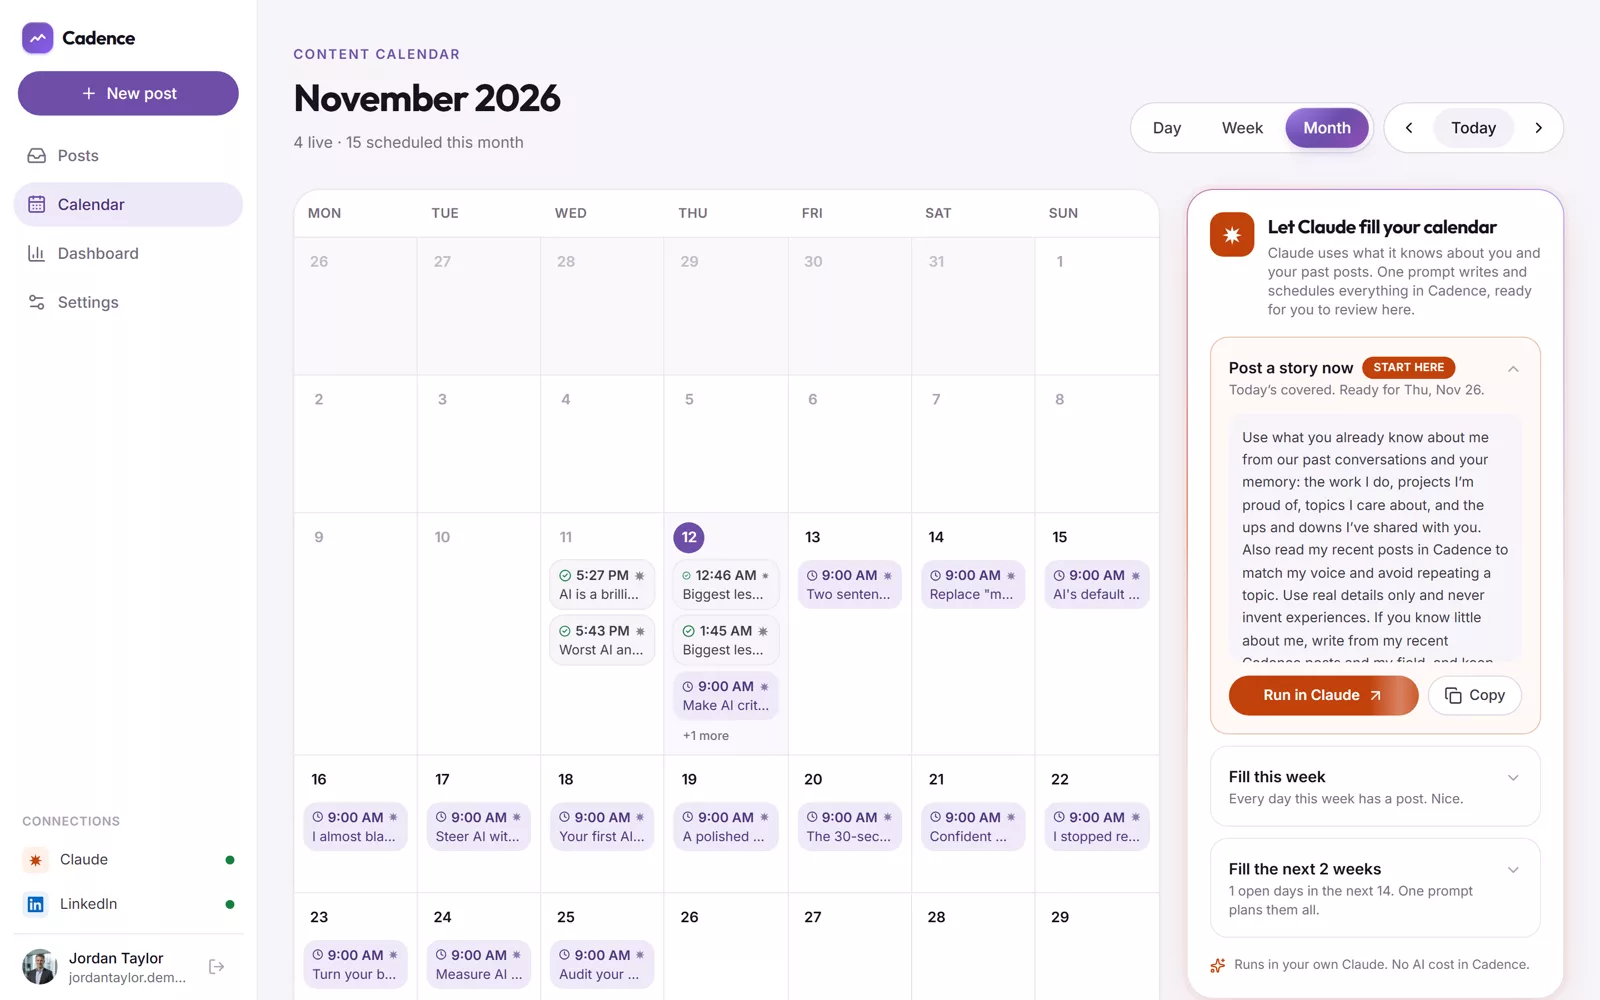 Cadence
New post
Posts
Calendar
Dashboard
Settings
CONNECTIONS
Claude
LinkedIn
Jordan Taylor
jordantaylor.dem...
CONTENT CALENDAR
November 2026
4 live · 15 scheduled this month
Day Week Month
Today
MON TUE WED THU FRI SAT SUN
26 27 28 29 30 31 1
2 3 4 5 6 7 8
9 10 11 12 13 14 15
5:27 PM 12:46 AM 9:00 AM 9:00 AM 9:00 AM
AI is a brilli... Biggest les... Two senten... Replace "m... AI's default ...
5:43 PM 1:45 AM
Worst AI an... Biggest les...
9:00 AM
Make AI crit...
+1 more
16 17 18 19 20 21 22
9:00 AM 9:00 AM 9:00 AM 9:00 AM 9:00 AM 9:00 AM 9:00 AM
I almost bla... Steer AI wit... Your first AI... A polished ... The 30-sec... Confident ... I stopped re...
23 24 25 26 27 28 29
9:00 AM 9:00 AM 9:00 AM
Turn your b... Measure AI ... Audit your ...
Let Claude fill your calendar
Claude uses what it knows about you and
your past posts. One prompt writes and
schedules everything in Cadence, ready
for you to review here.
Post a story now START HERE
Today's covered. Ready for Thu, Nov 26.
Use what you already know about me
from our past conversations and your
memory: the work I do, projects I'm
proud of, topics I care about, and the
ups and downs I've shared with you.
Also read my recent posts in Cadence to
match my voice and avoid repeating a
topic. Use real details only and never
invent experiences. If you know little
about me, write from my recent
Cadence posts and my field, and keep
Run in Claude
Copy
Fill this week
Every day this week has a post. Nice.
Fill the next 2 weeks
1 open days in the next 14. One prompt
plans them all.
Runs in your own Claude. No AI cost in Cadence.